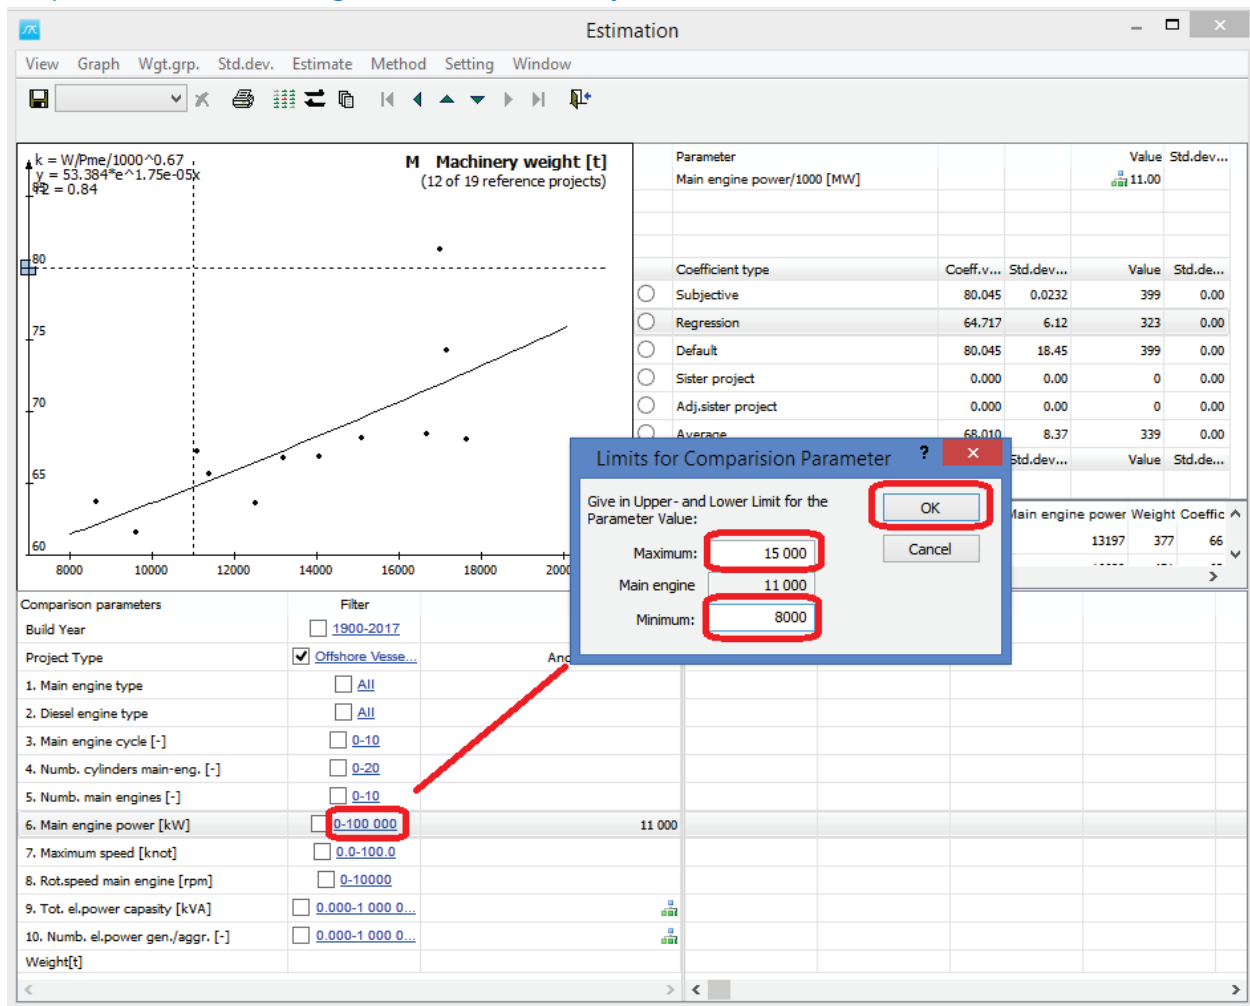 Estimation
View Graph Wgt.grp. Std.dev. Estimate Method Setting Window
k = W/Pme/1000^0.67
y = 53.384*e^1.75e-05x
R2 = 0.84
M Machinery weight [t]
(12 of 19 reference projects)
85
80
75
70
65
60
8000 10000 12000 14000 16000 18000 2000
Parameter Value Std.dev...
Main engine power/1000 [MW] 11.00
Coefficient type Coeff.v... Std.dev... Value Std.de...
Subjective 80.045 0.0232 399 0.00
Regression 64.717 6.12 323 0.00
Default 80.045 18.45 399 0.00
Sister project 0.000 0.00 0 0.00
Adj.sister project 0.000 0.00 0 0.00
Average 68.010 8.37 339 0.00
Std.dev... Value Std.de...
Main engine power Weight Coeffic
13197 377 66
Limits for Comparision Parameter ?
Give in Upper- and Lower Limit for the
Parameter Value:
OK
Cancel
Maximum: 15 000
Main engine 11 000
Minimum: 8000
Comparison parameters Filter
Build Year 1900-2017
Project Type Offshore Vesse... Anc
1. Main engine type All
2. Diesel engine type All
3. Main engine cycle [-] 0-10
4. Numb. cylinders main-eng. [-] 0-20
5. Numb. main engines [-] 0-10
6. Main engine power [kW] 0-100 000 11 000
7. Maximum speed [knot] 0.0-100.0
8. Rot.speed main engine [rpm] 0-10000
9. Tot. el.power capasity [kVA] 0.000-1 000 0...
10. Numb. el.power gen./aggr. [-] 0.000-1 000 0...
Weight[t]